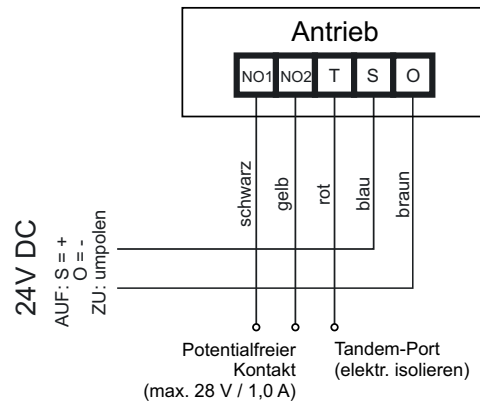 Antrieb
NO1 NO2 T S O
schwarz
gelb
rot
blau
braun
24V DC
AUF: S = +
O = -
ZU: umpolen
Potentialfreier
Kontakt
(max. 28 V / 1,0 A)
Tandem-Port
(elektr. isolieren)